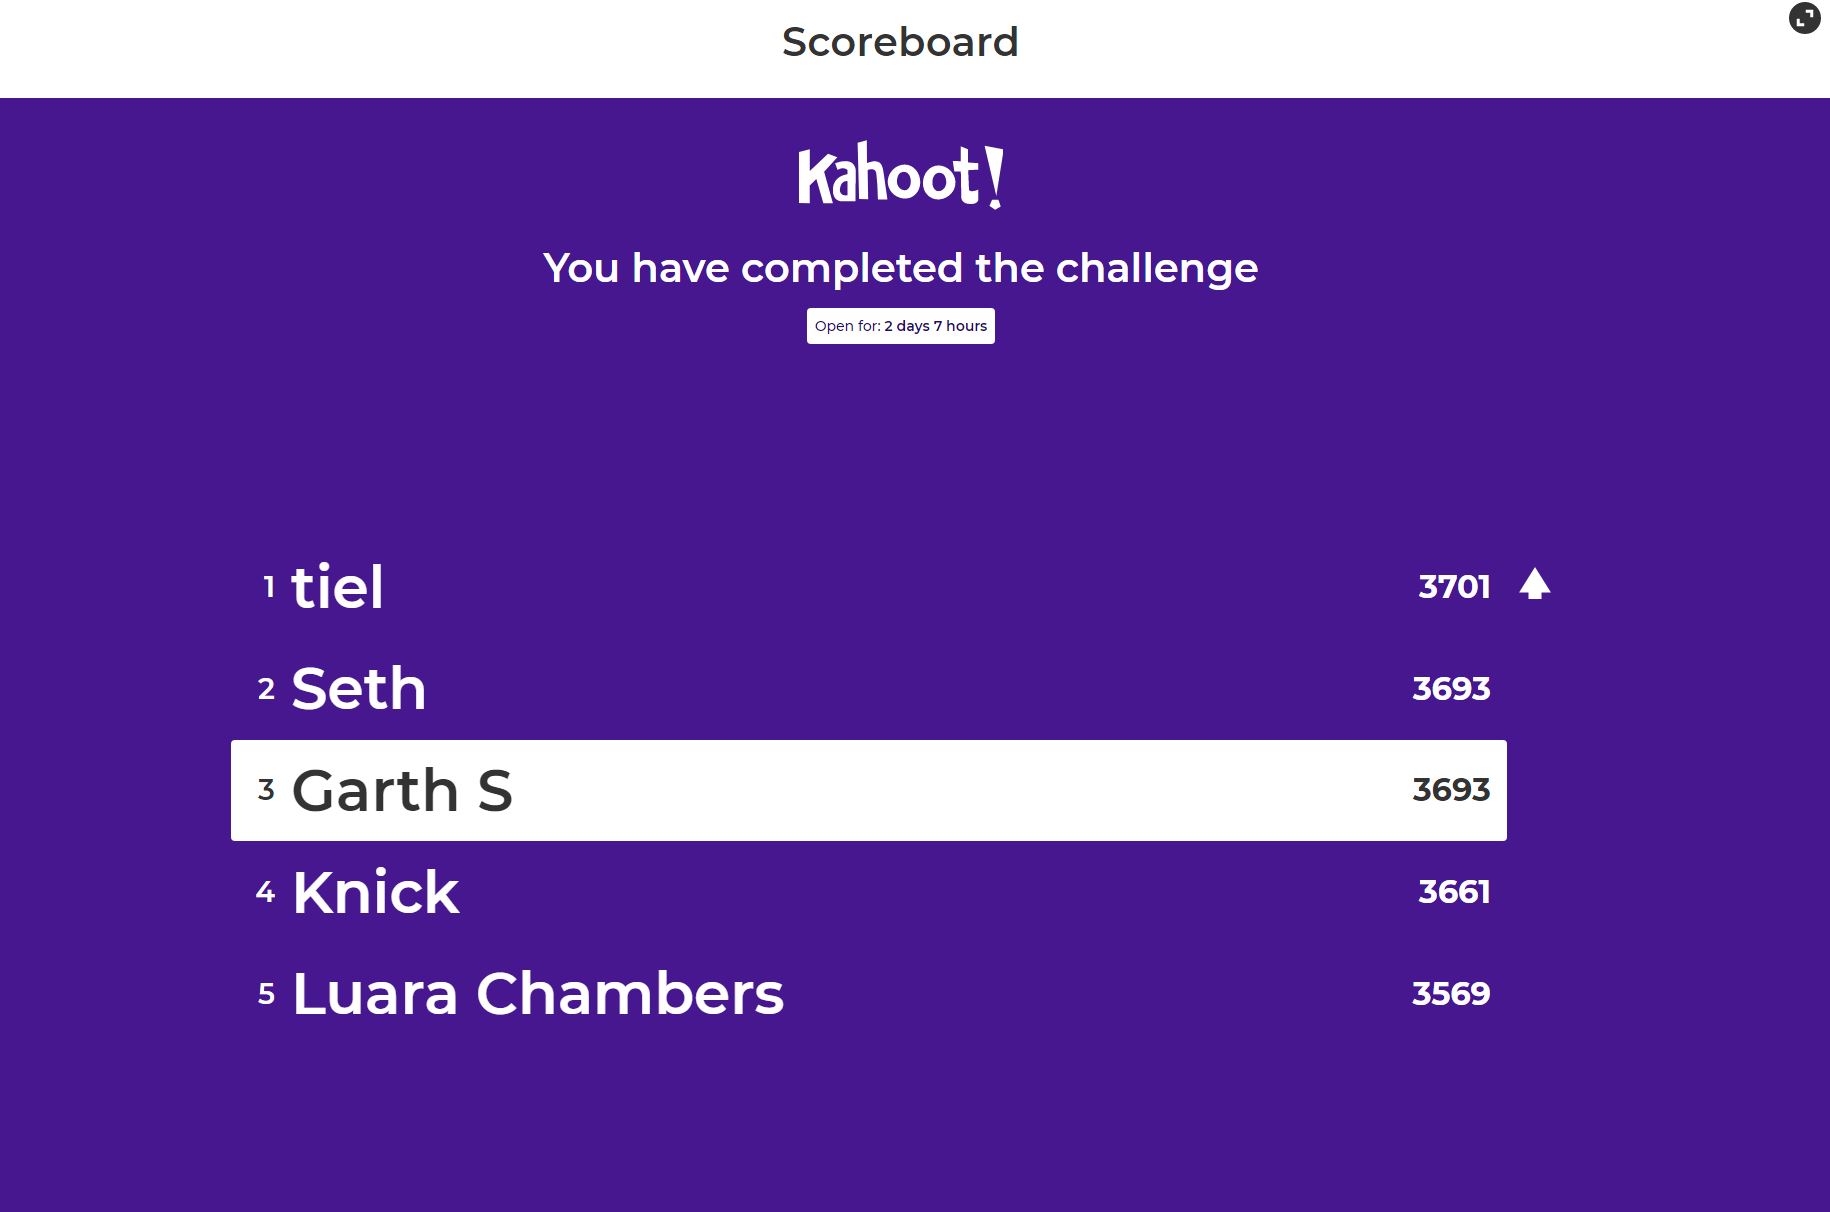 Scoreboard
Kahoot!
You have completed the challenge
Open for: 2 days 7 hours
1 tiel 3701
2 Seth 3693
3 Garth S 3693
4 Knick 3661
5 Luara Chambers 3569